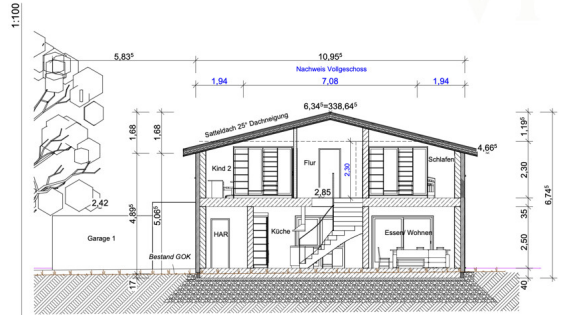 1:100
5,83⁵
10,95⁵
Nachweis Vollgeschoss
1,94
7,08
1,94
6,34⁵=338,64⁵
Satteldach 25° Dachneigung
1,68
1,68
1,19⁵
4,66⁵
Kind 2
Flur
2,30
Schlafen
2,30
2,42
2,85
4,89⁵
5,06⁵
35
6,74⁵
Garage 1
HAR
Küche
Essen/ Wohnen
2,50
Bestand GOK
17
40